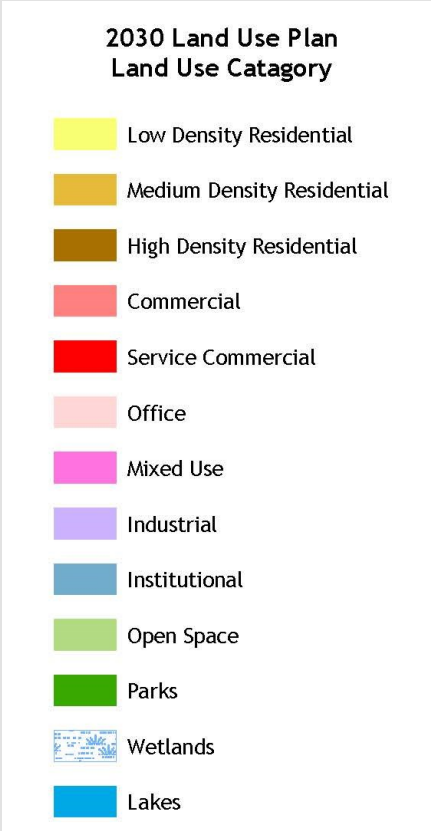 2030 Land Use Plan
Land Use Catagory
Low Density Residential
Medium Density Residential
High Density Residential
Commercial
Service Commercial
Office
Mixed Use
Industrial
Institutional
Open Space
Parks
Wetlands
Lakes